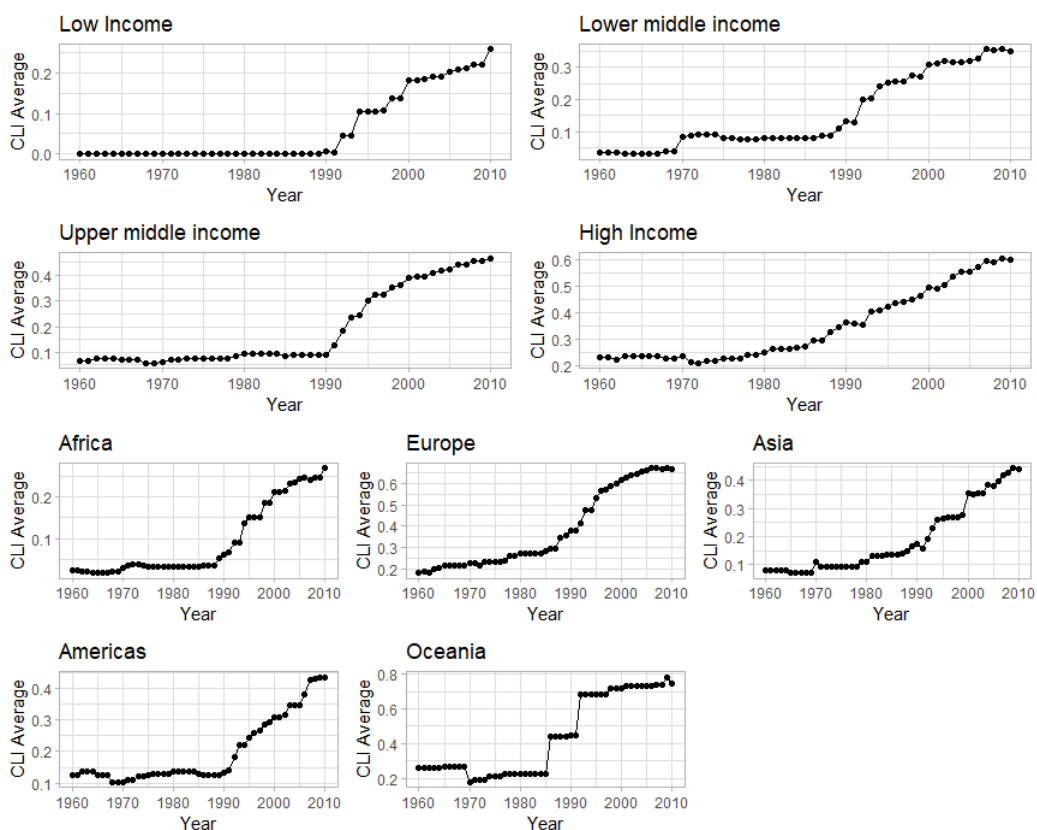 Low Income
Lower middle income
CLI Average
0.2
0.1
0.0
1960 1970 1980 1990 2000 2010
Year
CLI Average
0.3
0.2
0.1
1960 1970 1980 1990 2000 2010
Year
Upper middle income
High Income
CLI Average
0.4
0.3
0.2
0.1
1960 1970 1980 1990 2000 2010
Year
CLI Average
0.6
0.5
0.4
0.3
0.2
1960 1970 1980 1990 2000 2010
Year
Africa
Europe
Asia
CLI Average
0.2
0.1
1960 1970 1980 1990 2000 2010
Year
CLI Average
0.6
0.5
0.4
0.3
0.2
1960 1970 1980 1990 2000 2010
Year
CLI Average
0.4
0.3
0.2
0.1
1960 1970 1980 1990 2000 2010
Year
Americas
Oceania
CLI Average
0.4
0.3
0.2
0.1
1960 1970 1980 1990 2000 2010
Year
CLI Average
0.8
0.6
0.4
0.2
1960 1970 1980 1990 2000 2010
Year